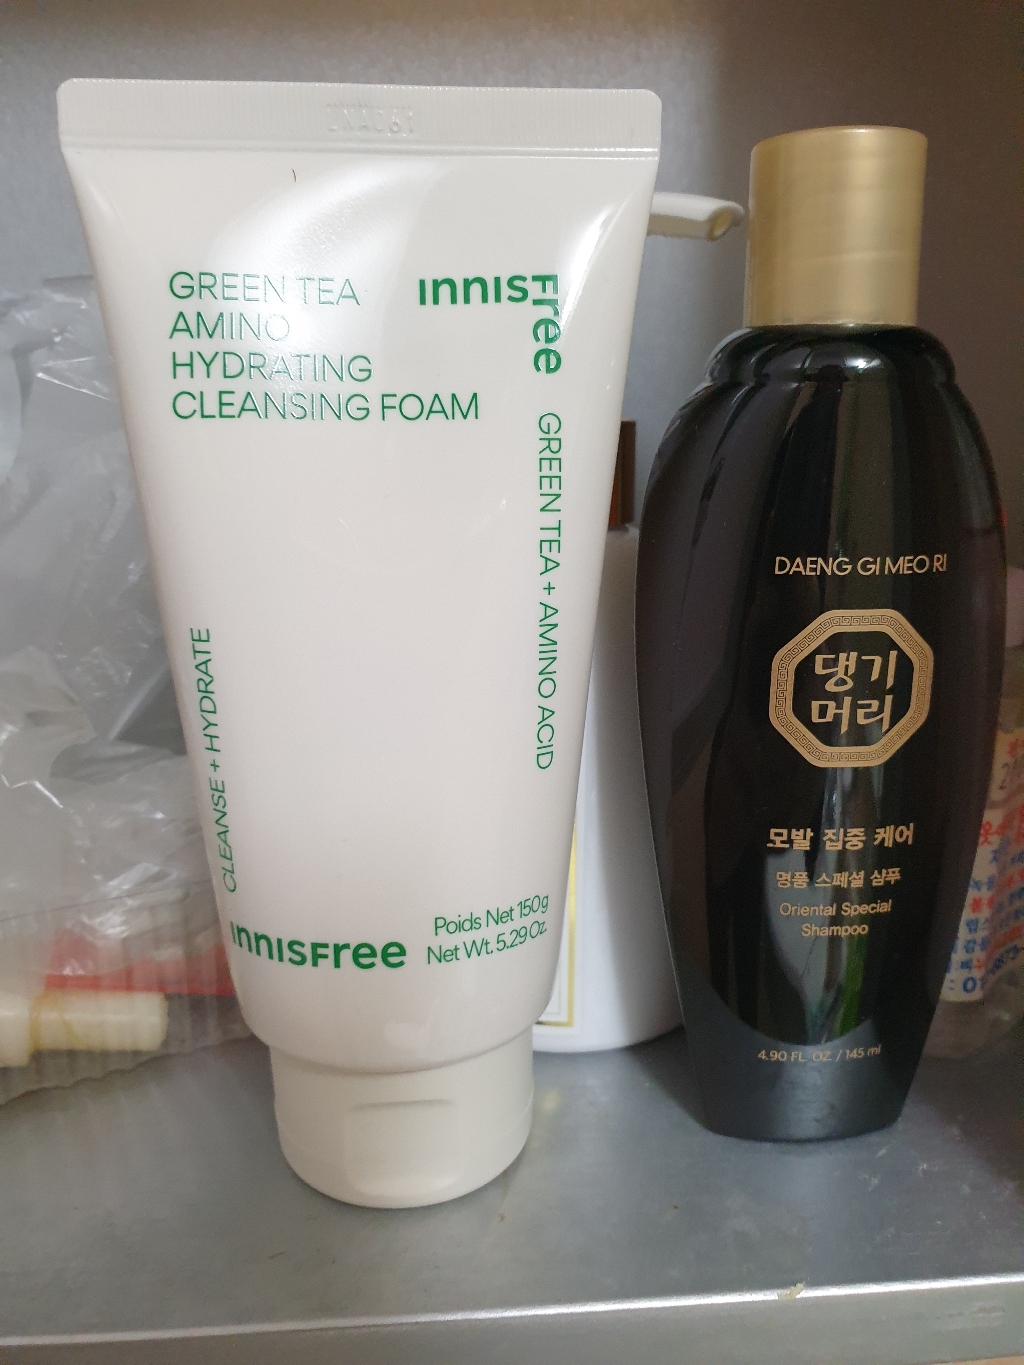 GREEN TEA
AMINO
HYDRATING
CLEANSING FOAM
INNISFree
GREEN TEA + AMINO ACID
CLEANSE + HYDRATE
INNISFree
Poids Net 150g
Net Wt. 5.29 Oz.
DAENG GI MEO RI
댕기
머리
모발 집중 케어
명품 스페셜 샴푸
Oriental Special
Shampoo
4.90 FL. OZ. / 145 ml